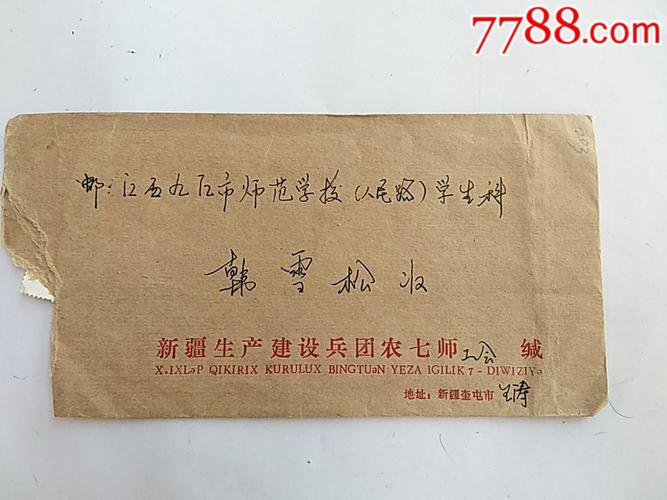 7788.com
邮:江西九江市师范学校(人民路)学生科
韩雪松收
新疆生产建设兵团农七师工会 缄
X.IXLəP QIKIRIX KURULUX BINGTUəN YEZA IGILIK 7 - DIWIZIYə
地址:新疆奎屯市 王涛